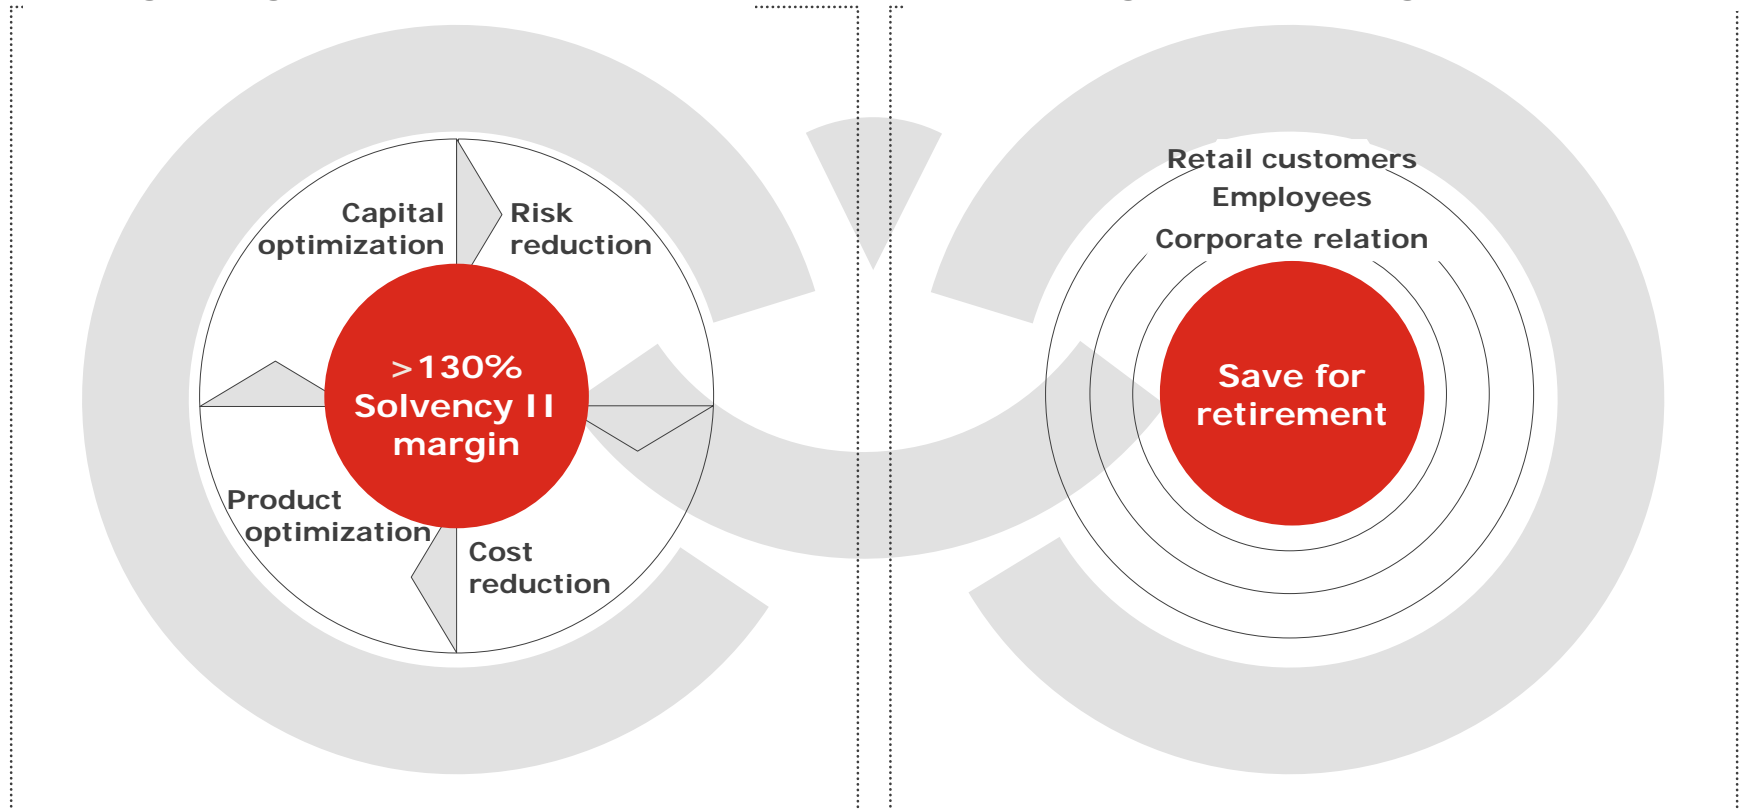 Capital
optimization
Risk
reduction
>130%
Solvency II
margin
Product
optimization
Cost
reduction
Retail customers
Employees
Corporate relation
Save for
retirement